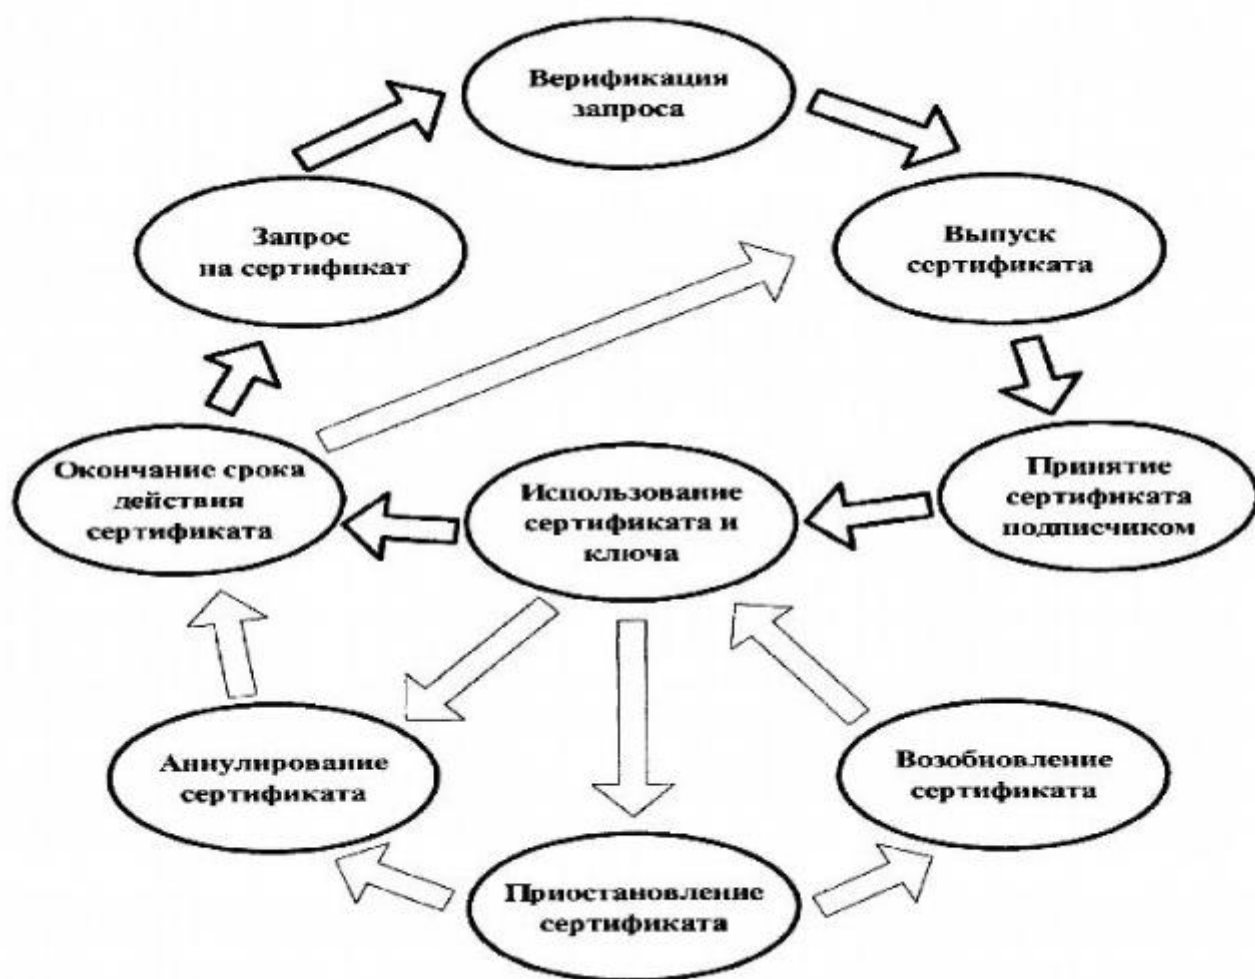 Верификация
запроса
Запрос
на сертификат
Выпуск
сертификата
Окончание срока
действия
сертификата
Использование
сертификата и
ключа
Принятие
сертификата
подписчиком
Аннулирование
сертификата
Возобновление
сертификата
Приостановление
сертификата